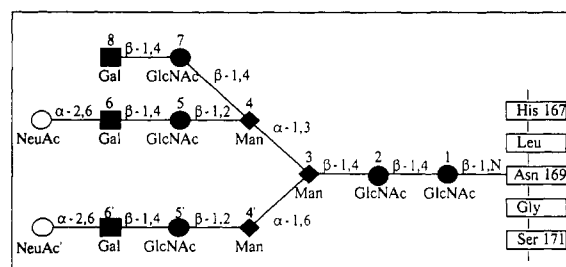 8 β-1,4 7
Gal GlcNAc β-1,4
α-2,6 6 β-1,4 5 β-1,2 4
NeuAc Gal GlcNAc Man α-1,3
3 β-1,4 2 β-1,4 1 β-1,N
Man GlcNAc GlcNAc
α-2,6 6' β-1,4 5' β-1,2 4' α-1,6
NeuAc' Gal GlcNAc Man
His 167
Leu
Asn 169
Gly
Ser 171